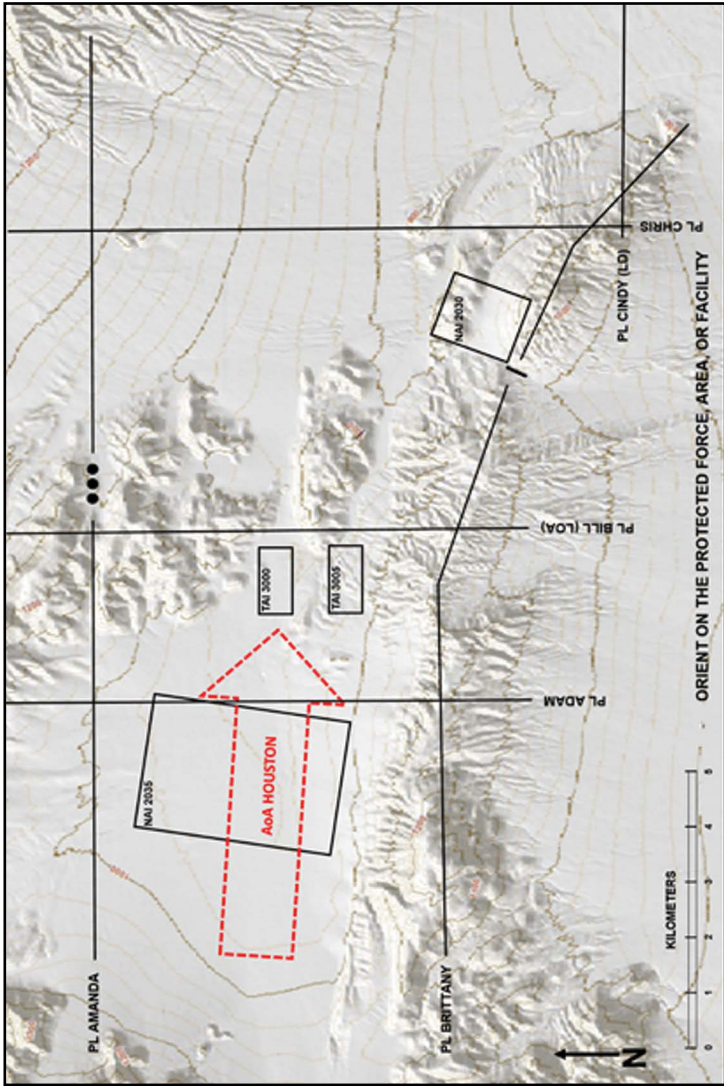 PL AMANDA
1000
NAI 2035
AoA HOUSTON
TAI 3000
TAI 3005
NAI 2030
PL BRITTANY
PL ADAM
PL BILL (LOA)
PL CHRIS
PL CINDY (LD)
KILOMETERS
0 1 2 3 4 5
N
ORIENT ON THE PROTECTED FORCE, AREA, OR FACILITY